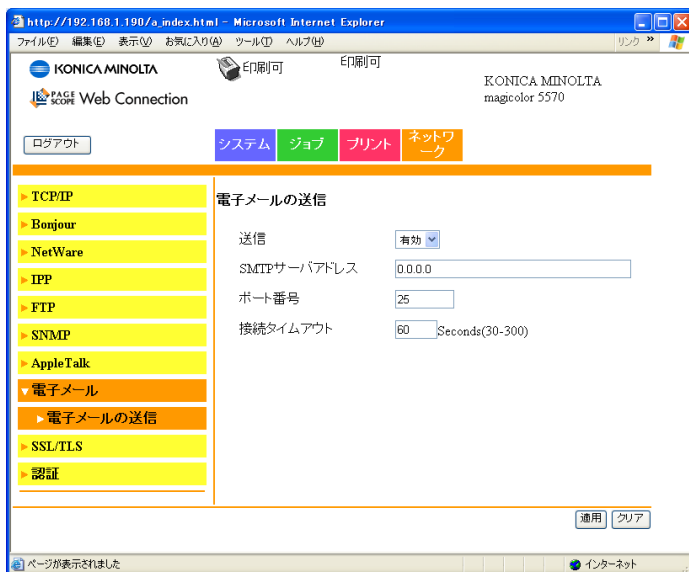 http://192.168.1.190/a_index.html - Microsoft Internet Explorer
ファイル(F) 編集(E) 表示(V) お気に入り(A) ツール(T) ヘルプ(H) リンク »
KONICA MINOLTA
印刷可 印刷可
KONICA MINOLTA
magicolor 5570
PAGE SCOPE Web Connection
ログアウト
システム ジョブ プリント ネットワ
ーク
TCP/IP
Bonjour
NetWare
IPP
FTP
SNMP
AppleTalk
電子メール
電子メールの送信
SSL/TLS
認証
電子メールの送信
送信 有効
SMTPサーバアドレス 0.0.0.0
ポート番号 25
接続タイムアウト 60 Seconds(30-300)
適用 クリア
ページが表示されました インターネット